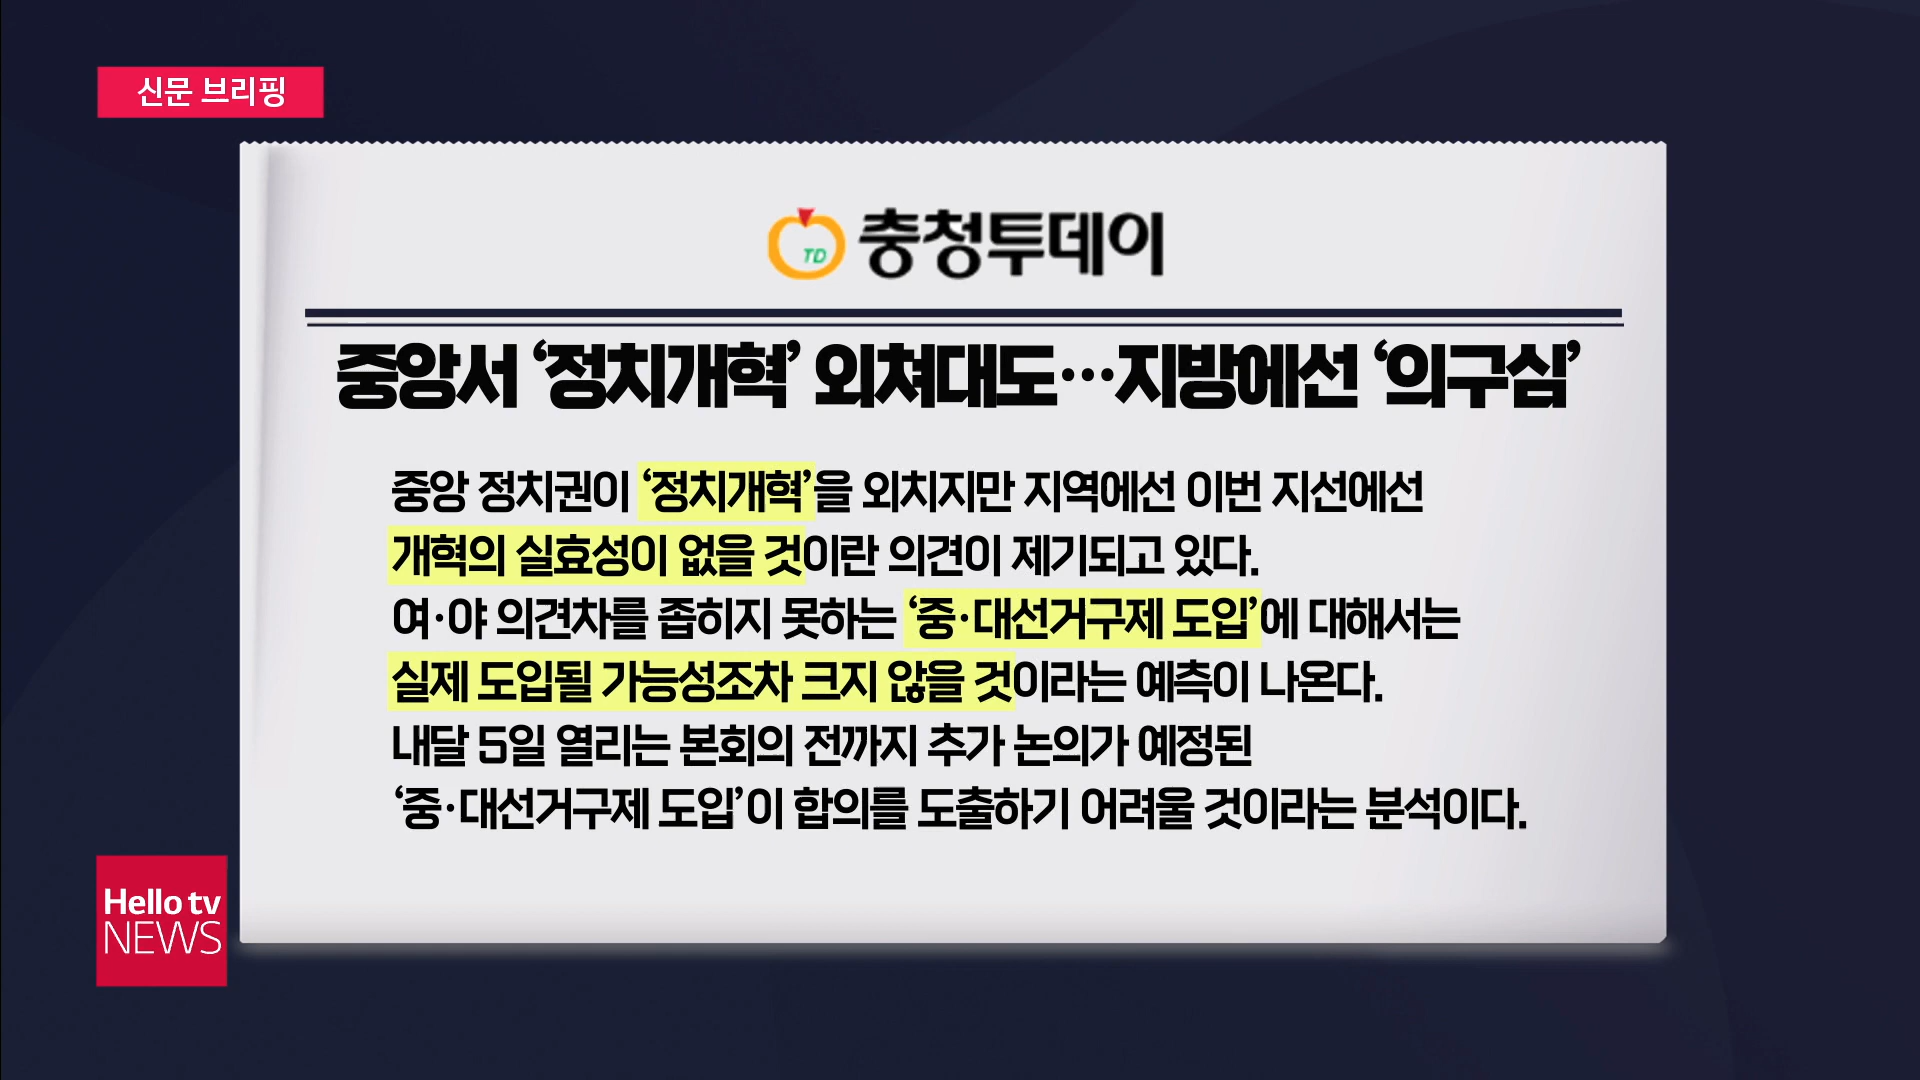 신문 브리핑
TD 충청투데이
중앙서 ‘정치개혁’ 외쳐대도…지방에선 ‘의구심’
중앙 정치권이 ‘정치개혁’을 외치지만 지역에선 이번 지선에선
개혁의 실효성이 없을 것이란 의견이 제기되고 있다.
여·야 의견차를 좁히지 못하는 ‘중·대선거구제 도입’에 대해서는
실제 도입될 가능성조차 크지 않을 것이라는 예측이 나온다.
내달 5일 열리는 본회의 전까지 추가 논의가 예정된
‘중·대선거구제 도입’이 합의를 도출하기 어려울 것이라는 분석이다.
Hello tv
NEWS